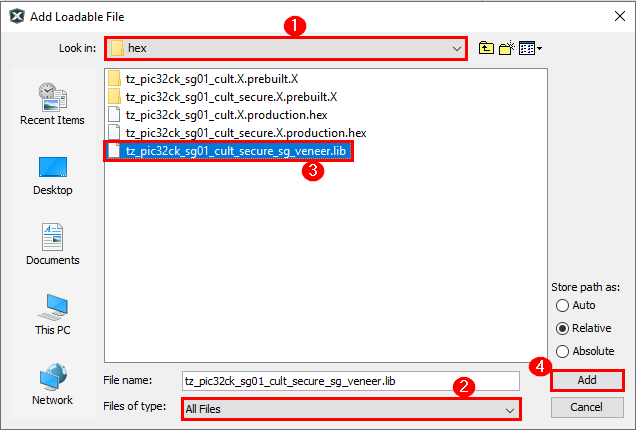 Add Loadable File
1
Look in:
hex
tz_pic32ck_sg01_cult.X.prebuilt.X
tz_pic32ck_sg01_cult_secure.X.prebuilt.X
tz_pic32ck_sg01_cult.X.production.hex
tz_pic32ck_sg01_cult_secure.X.production.hex
tz_pic32ck_sg01_cult_secure_sg_veneer.lib
3
Recent Items
Desktop
Documents
This PC
Network
Store path as:
Auto
Relative
Absolute
4
File name:
tz_pic32ck_sg01_cult_secure_sg_veneer.lib
Add
2
Files of type:
All Files
Cancel